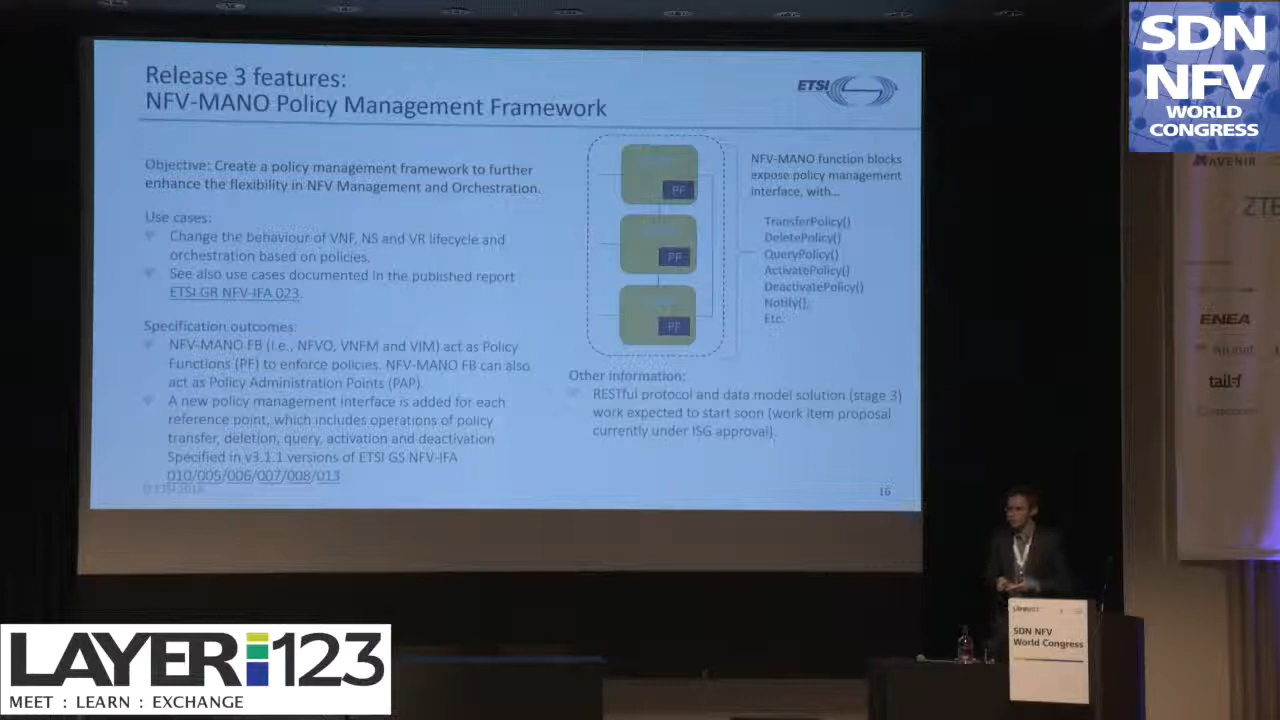 Release 3 features:
NFV-MANO Policy Management Framework
ETSI
Objective: Create a policy management framework to further
enhance the flexibility in NFV Management and Orchestration.
Use cases:
Change the behaviour of VNF, NS and VR lifecycle and
orchestration based on policies.
See also use cases documented in the published report
ETSI GR NFV-IFA 023.
Specification outcomes:
NFV-MANO FB (i.e., NFVO, VNFM and VIM) act as Policy
Functions (PF) to enforce policies. NFV-MANO FB can also
act as Policy Administration Points (PAP).
A new policy management interface is added for each
reference point, which includes operations of policy
transfer, deletion, query, activation and deactivation
Specified in v3.1.1 versions of ETSI GS NFV-IFA
010/005/006/007/008/013
© ETSI 2018
PF
PF
PF
NFV-MANO function blocks
expose policy management
interface, with...
TransferPolicy()
DeletePolicy()
QueryPolicy()
ActivatePolicy()
DeactivatePolicy()
Notify(),
Etc.
Other information:
RESTful protocol and data model solution (stage 3)
work expected to start soon (work item proposal
currently under ISG approval).
16
SDN
NFV
WORLD
CONGRESS
AVENIR
ZTE
ENEA
tail-f
SDN NFV
World Congress
LAYER 123
MEET : LEARN : EXCHANGE